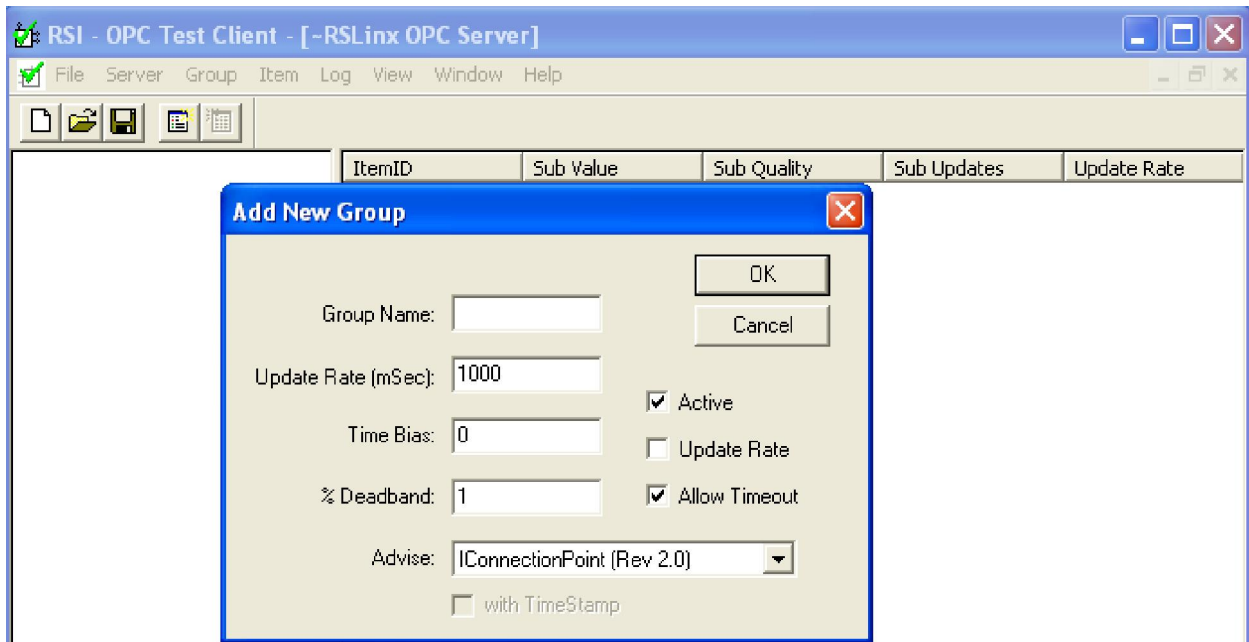 RSI - OPC Test Client - [~RSLinx OPC Server]
File Server Group Item Log View Window Help
ItemID Sub Value Sub Quality Sub Updates Update Rate
Add New Group
OK
Group Name:
Cancel
Update Rate (mSec): 1000
Active
Time Bias: 0
Update Rate
% Deadband: 1
Allow Timeout
Advise: IConnectionPoint (Rev 2.0)
with TimeStamp